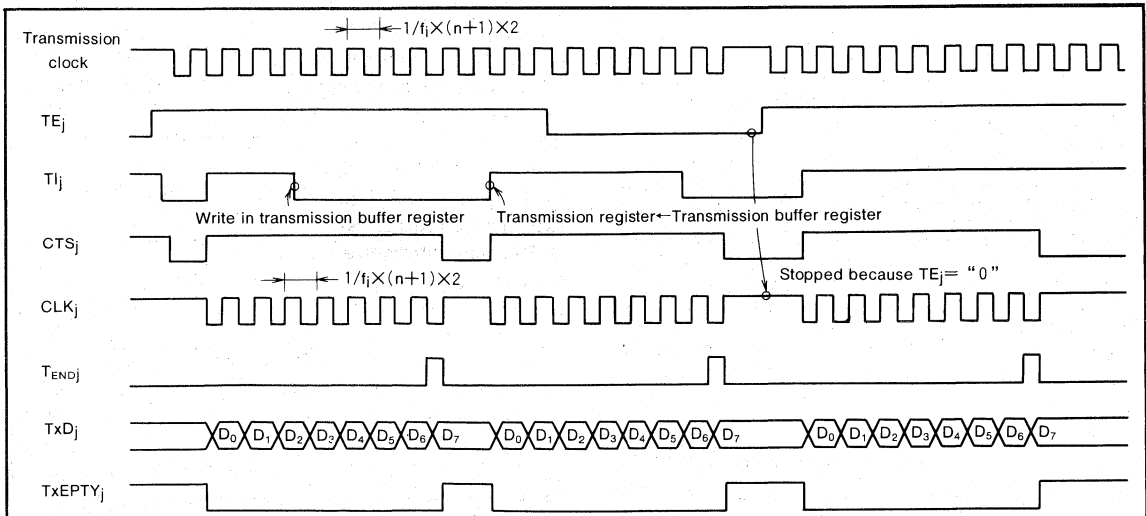 1/fj×(n+1)×2
Transmission
clock
TEj
TIj
Write in transmission buffer register
Transmission register←Transmission buffer register
CTSj
Stopped because TEj= “0”
1/fj×(n+1)×2
CLKj
TENDj
TxDj
D0 D1 D2 D3 D4 D5 D6 D7 D0 D1 D2 D3 D4 D5 D6 D7 D0 D1 D2 D3 D4 D5 D6 D7
TxEPTYj